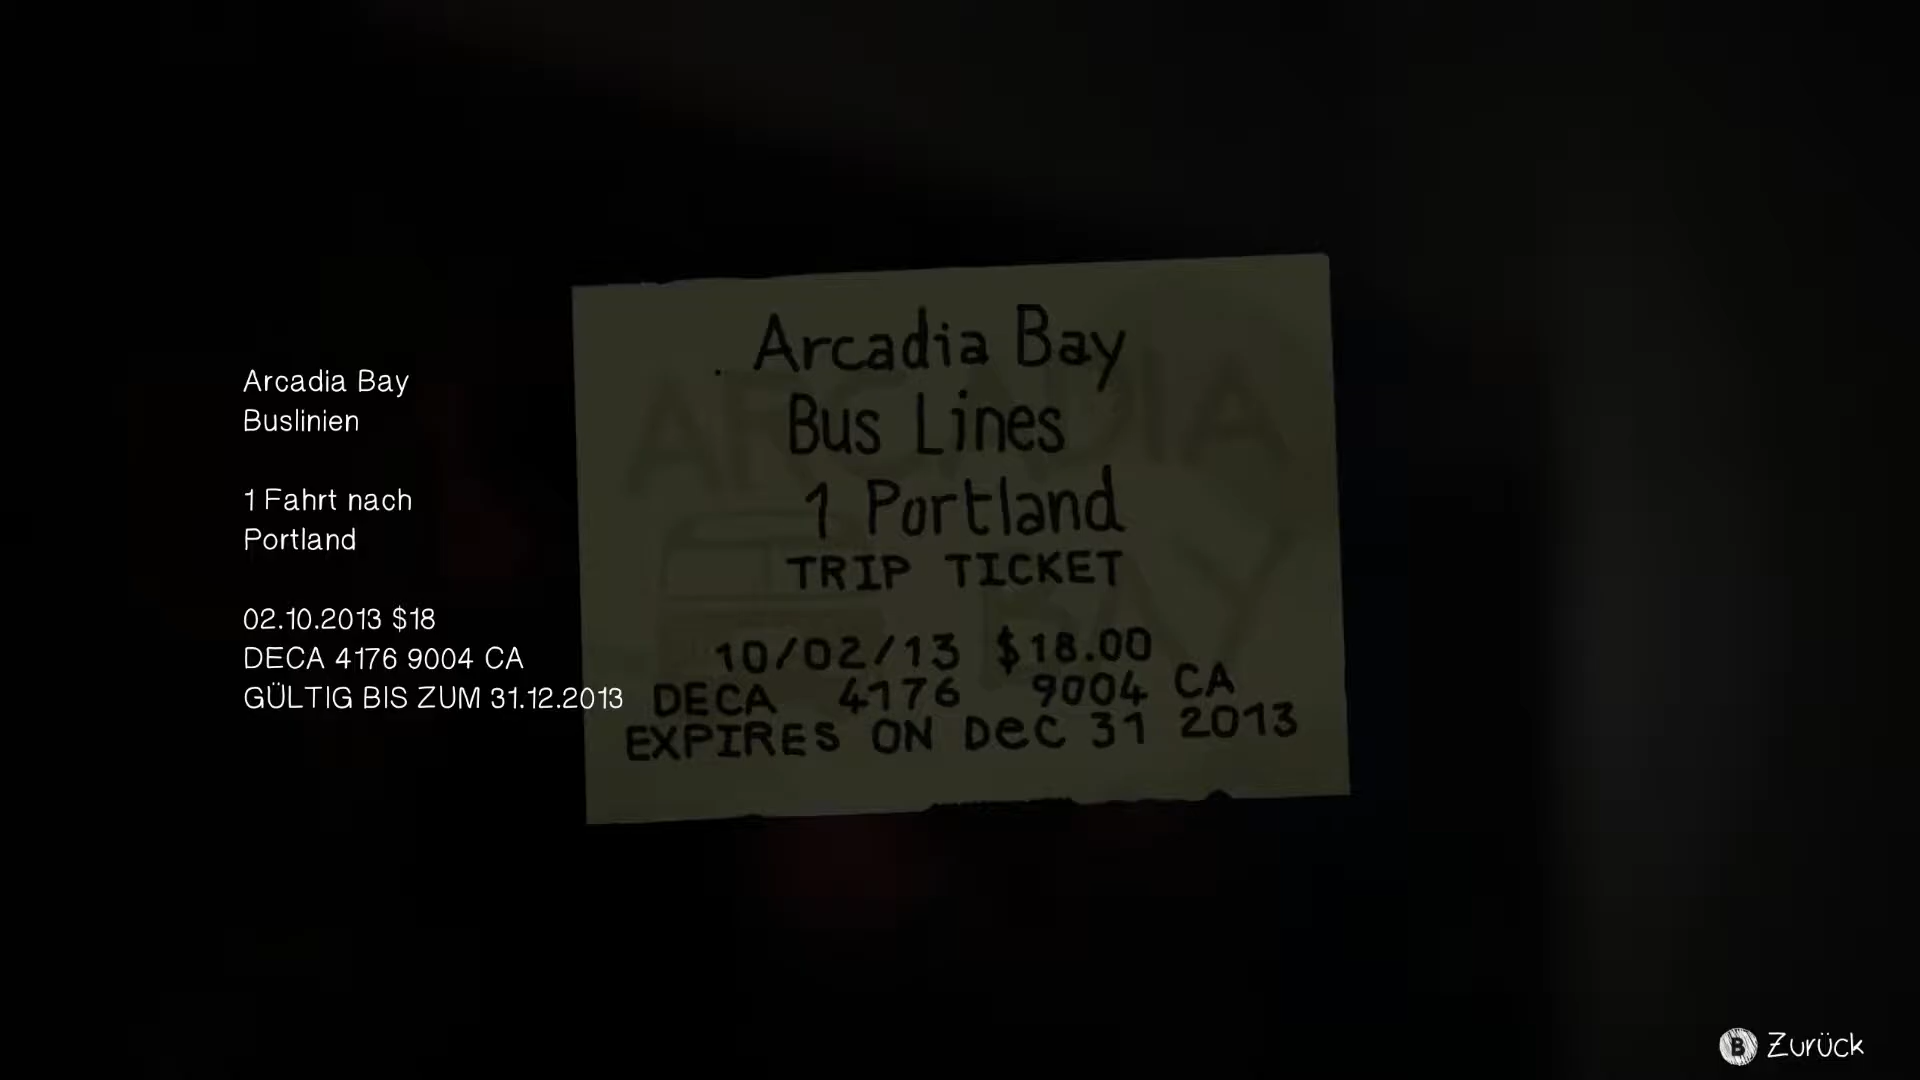 Arcadia Bay
Buslinien
1 Fahrt nach
Portland
02.10.2013 $18
DECA 4176 9004 CA
GÜLTIG BIS ZUM 31.12.2013
ARCADIA
BAY
Arcadia Bay
Bus Lines
1 Portland
TRIP TICKET
10/02/13 $18.00
DECA 4176 9004 CA
EXPIRES ON Dec 31 2013
B Zurück